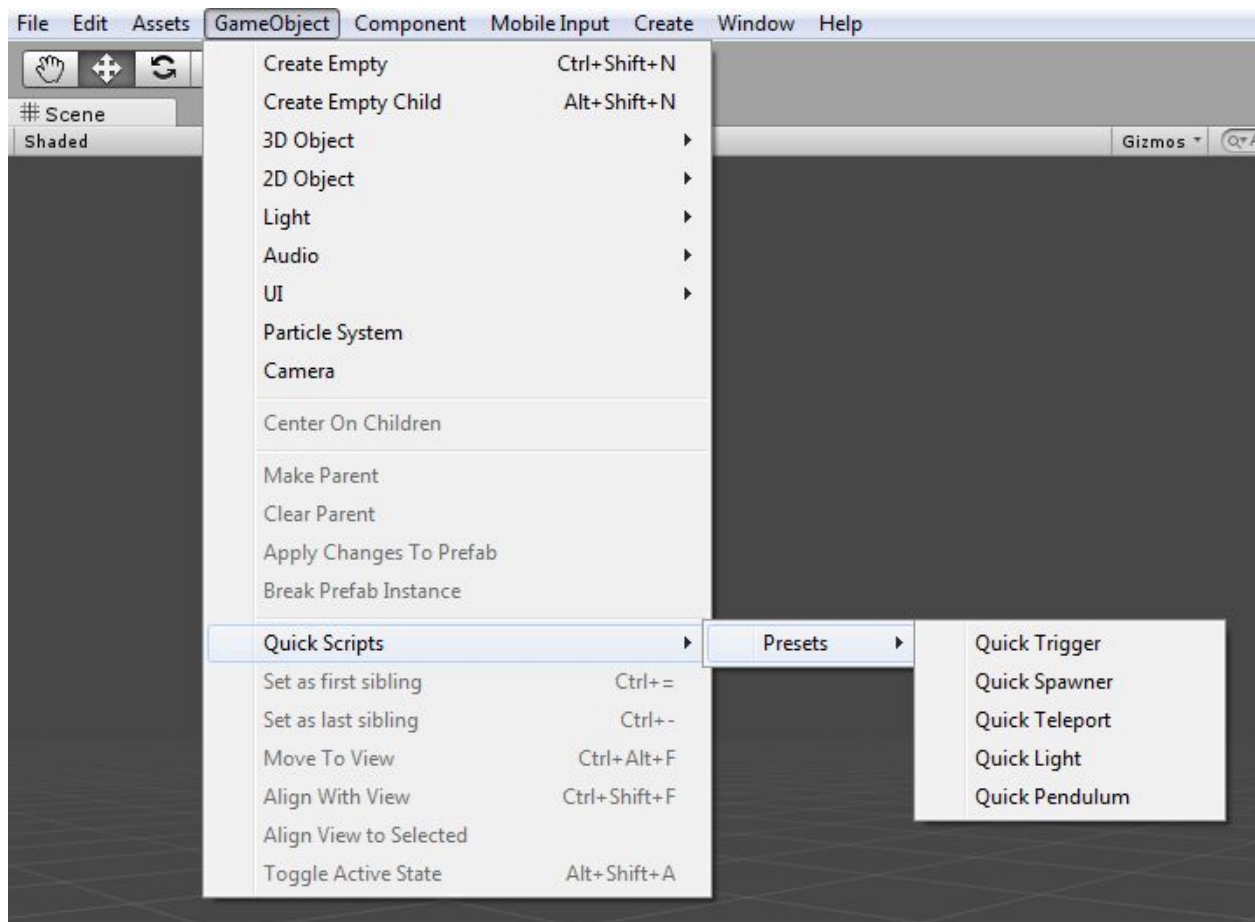 File Edit Assets GameObject Component Mobile Input Create Window Help
Create Empty Ctrl+Shift+N
Create Empty Child Alt+Shift+N
# Scene
Shaded
3D Object
Gizmos
2D Object
Light
Audio
UI
Particle System
Camera
Center On Children
Make Parent
Clear Parent
Apply Changes To Prefab
Break Prefab Instance
Quick Scripts
Set as first sibling Ctrl+=
Set as last sibling Ctrl+-
Move To View Ctrl+Alt+F
Align With View Ctrl+Shift+F
Align View to Selected
Toggle Active State Alt+Shift+A
Presets
Quick Trigger
Quick Spawner
Quick Teleport
Quick Light
Quick Pendulum